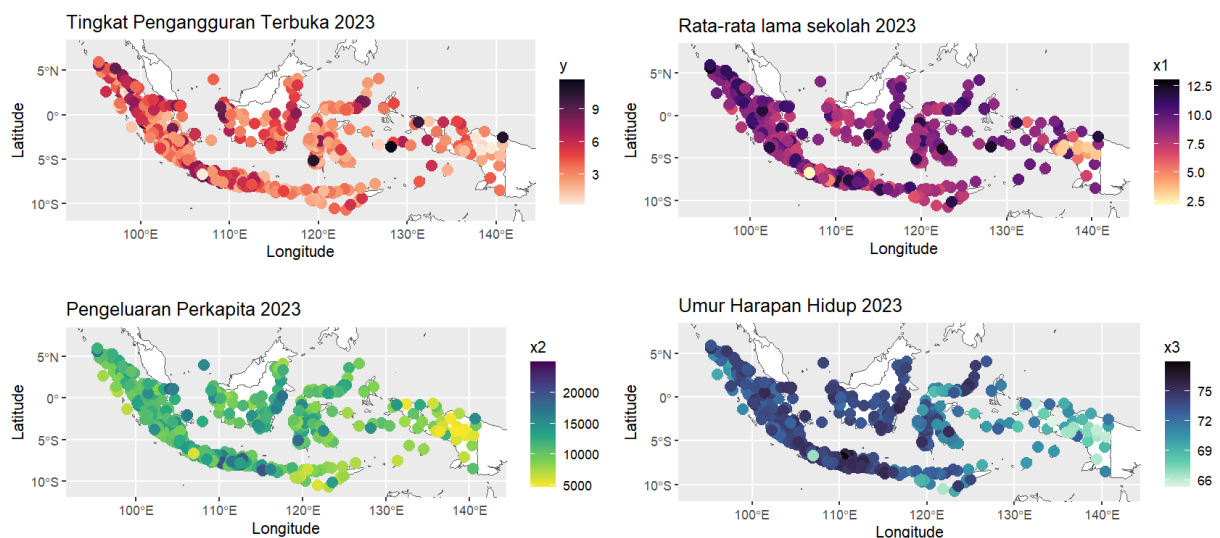 Tingkat Pengangguran Terbuka 2023
5°N
0°
5°S
10°S
Latitude
100°E
110°E
120°E
130°E
140°E
Longitude
y
9
6
3
Rata-rata lama sekolah 2023
5°N
0°
5°S
10°S
Latitude
100°E
110°E
120°E
130°E
140°E
Longitude
x1
12.5
10.0
7.5
5.0
2.5
Pengeluaran Perkapita 2023
5°N
0°
5°S
10°S
Latitude
100°E
110°E
120°E
130°E
140°E
Longitude
x2
20000
15000
10000
5000
Umur Harapan Hidup 2023
5°N
0°
5°S
10°S
Latitude
100°E
110°E
120°E
130°E
140°E
Longitude
x3
75
72
69
66